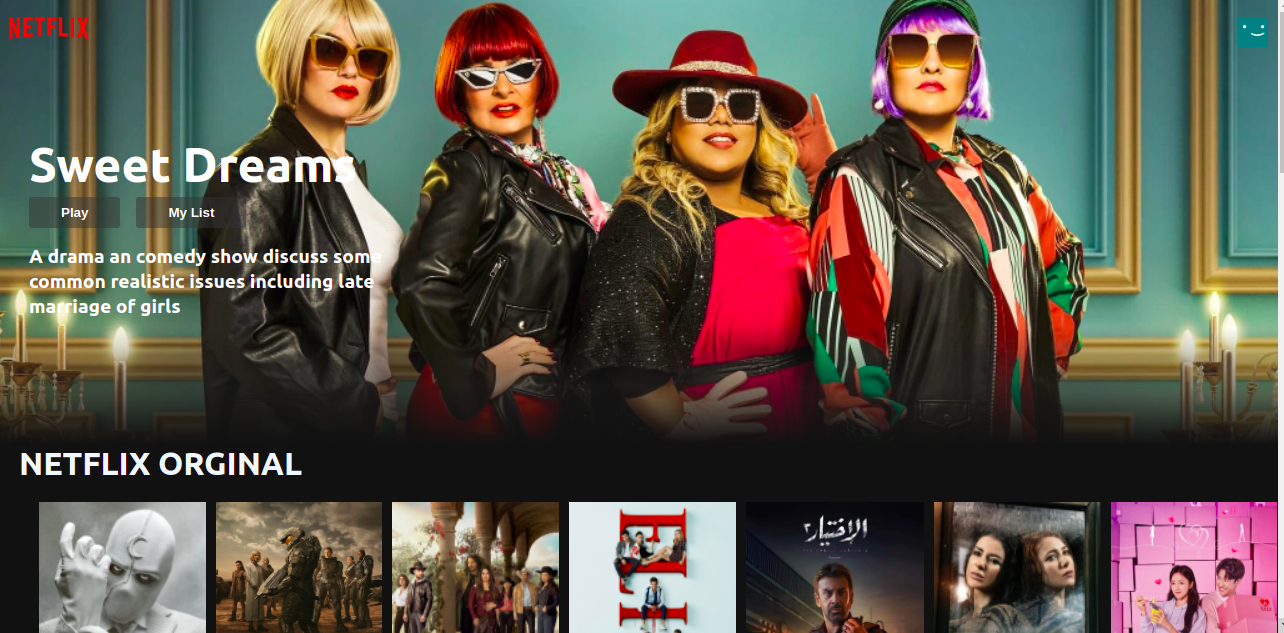 NETFLIX
Sweet Dreams
Play
My List
A drama an comedy show discuss some
common realistic issues including late
marriage of girls
NETFLIX ORGINAL
الاختيار ٢